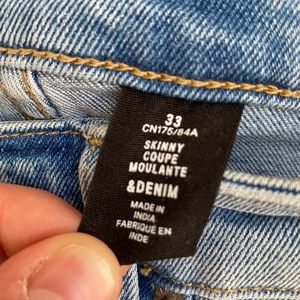 33
CN175/84A
SKINNY
COUPE
MOULANTE
&DENIM
MADE IN
INDIA
FABRIQUÉ EN
INDE